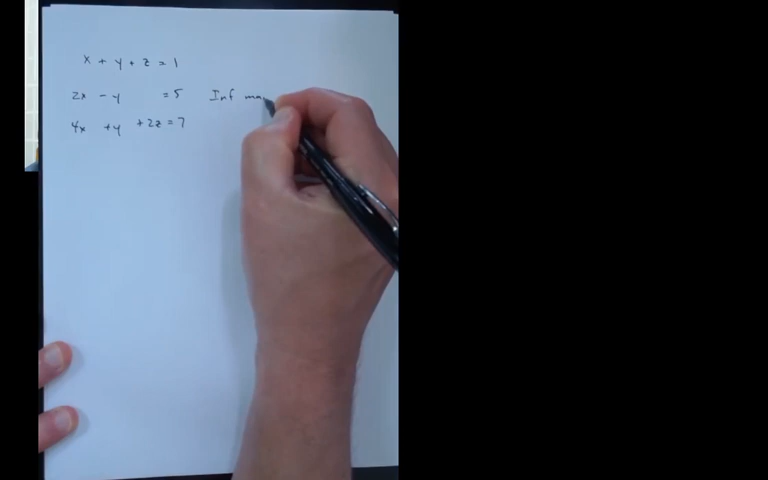 x + y + z = 1
2x - y = 5 Inf
4x + y + 2z = 7